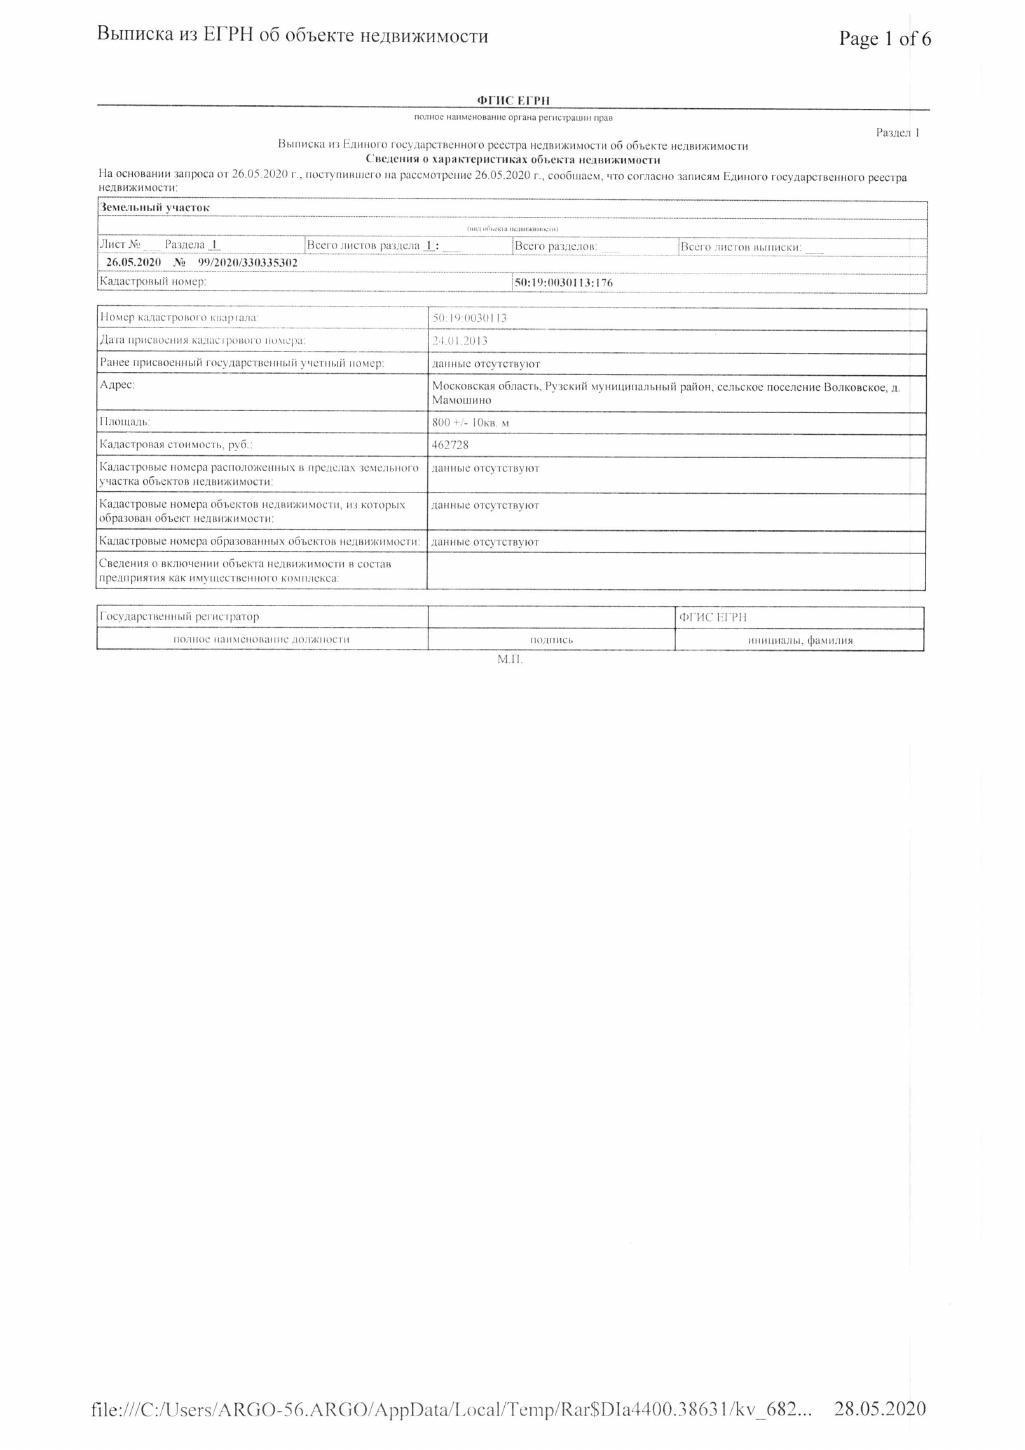 Выписка из ЕГРН об объекте недвижимости
Page 1 of 6
ФГИС ЕГРН
полное наименование органа регистрации прав
Раздел 1
Выписка из Единого государственного реестра недвижимости об объекте недвижимости
Сведения о характеристиках объекта недвижимости
На основании запроса от 26.05.2020 г., поступившего на рассмотрение 26.05.2020 г., сообщаем, что согласно записям Единого государственного реестра
недвижимости:
Земельный участок
(вид объекта недвижимости)
Лист № ___ Раздела 1 Всего листов раздела 1 : ___ Всего разделов: ___ Всего листов выписки: ___
26.05.2020 № 99/2020/330335302
Кадастровый номер: 50:19:0030113:176
Номер кадастрового квартала: 50:19:0030113
Дата присвоения кадастрового номера: 24.01.2013
Ранее присвоенный государственный учетный номер: данные отсутствуют
Адрес: Московская область, Рузский муниципальный район, сельское поселение Волковское, д.
Мамошино
Площадь: 800 +/- 10кв. м
Кадастровая стоимость, руб.: 462728
Кадастровые номера расположенных в пределах земельного данные отсутствуют
участка объектов недвижимости:
Кадастровые номера объектов недвижимости, из которых данные отсутствуют
образован объект недвижимости:
Кадастровые номера образованных объектов недвижимости: данные отсутствуют
Сведения о включении объекта недвижимости в состав
предприятия как имущественного комплекса:
Государственный регистратор ФГИС ЕГРН
полное наименование должности подпись инициалы, фамилия
М.П.
file:///C:/Users/ARGO-56.ARGO/AppData/Local/Temp/Rar$DIa4400.38631/kv_682... 28.05.2020